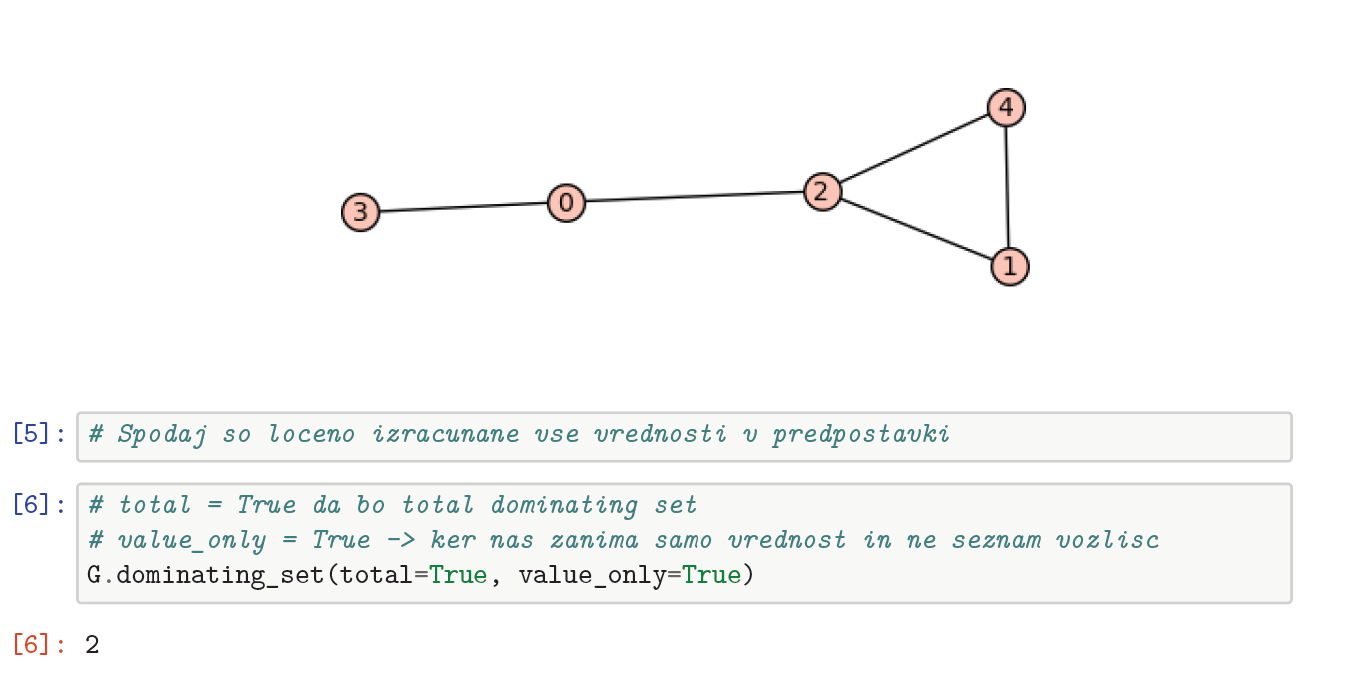 4
3 0 2
1
[5]: # Spodaj so loceno izracunane vse vrednosti v predpostavki
[6]: # total = True da bo total dominating set
# value_only = True -> ker nas zanima samo vrednost in ne seznam vozlisc
G.dominating_set(total=True, value_only=True)
[6]: 2